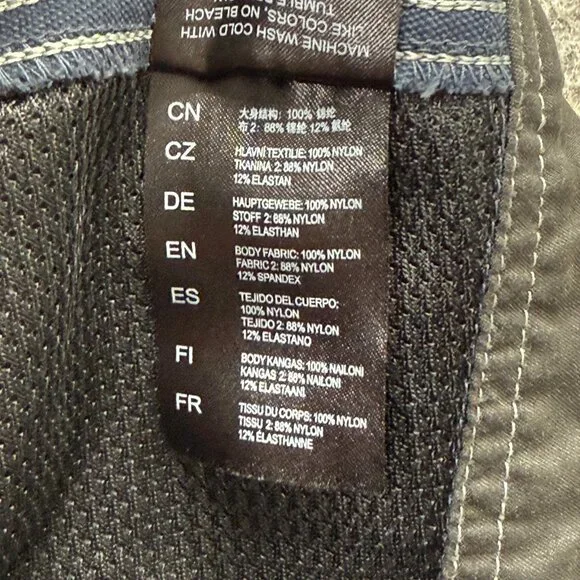 TUMBLE
LIKE COLORS, NO BLEACH
MACHINE WASH COLD WITH
CN
大身结构: 100% 锦纶
布 2: 88% 锦纶 12% 氨纶
CZ
HLAVNÍ TEXTILIE: 100% NYLON
TKANINA 2: 88% NYLON
12% ELASTAN
DE
HAUPTGEWEBE: 100% NYLON
STOFF 2: 88% NYLON
12% ELASTHAN
EN
BODY FABRIC: 100% NYLON
FABRIC 2: 88% NYLON
12% SPANDEX
ES
TEJIDO DEL CUERPO:
100% NYLON
TEJIDO 2: 88% NYLON
12% ELASTANO
FI
BODY KANGAS: 100% NAILONI
KANGAS 2: 88% NAILONI
12% ELASTAANI
FR
TISSU DU CORPS: 100% NYLON
TISSU 2: 88% NYLON
12% ÉLASTHANNE